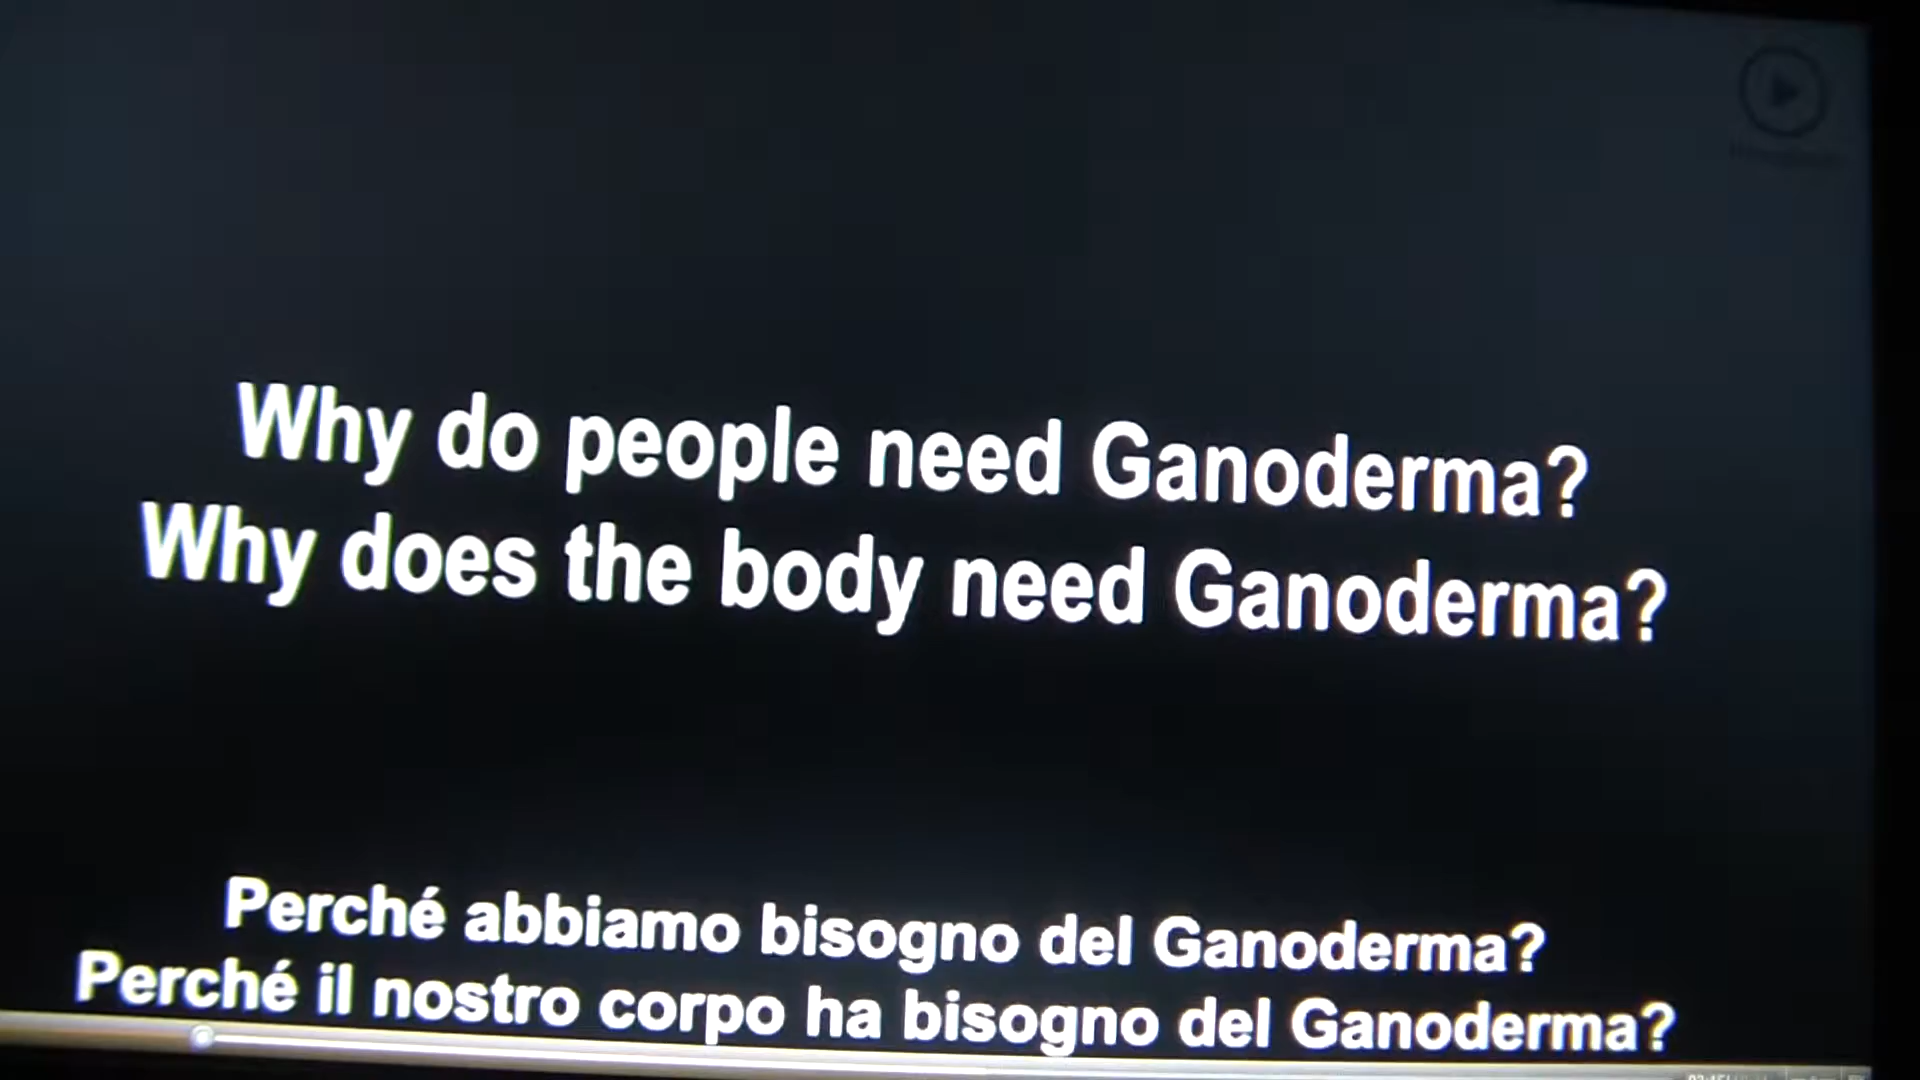 Why do people need Ganoderma?
Why does the body need Ganoderma?
Perché abbiamo bisogno del Ganoderma?
Perché il nostro corpo ha bisogno del Ganoderma?